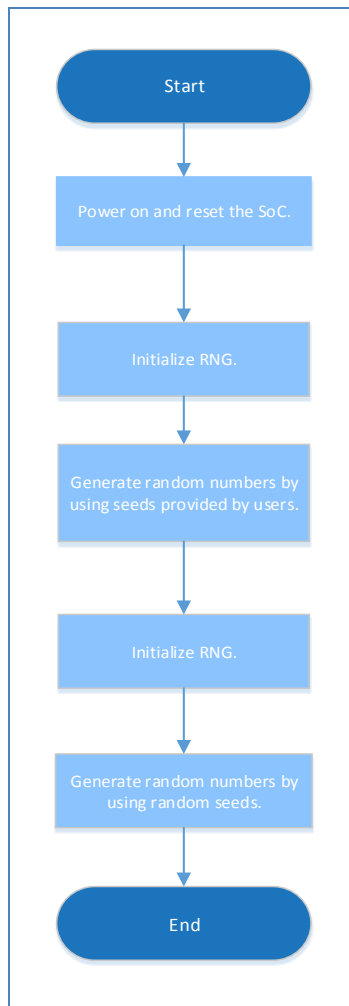 Start
Power on and reset the SoC.
Initialize RNG.
Generate random numbers by
using seeds provided by users.
Initialize RNG.
Generate random numbers by
using random seeds.
End